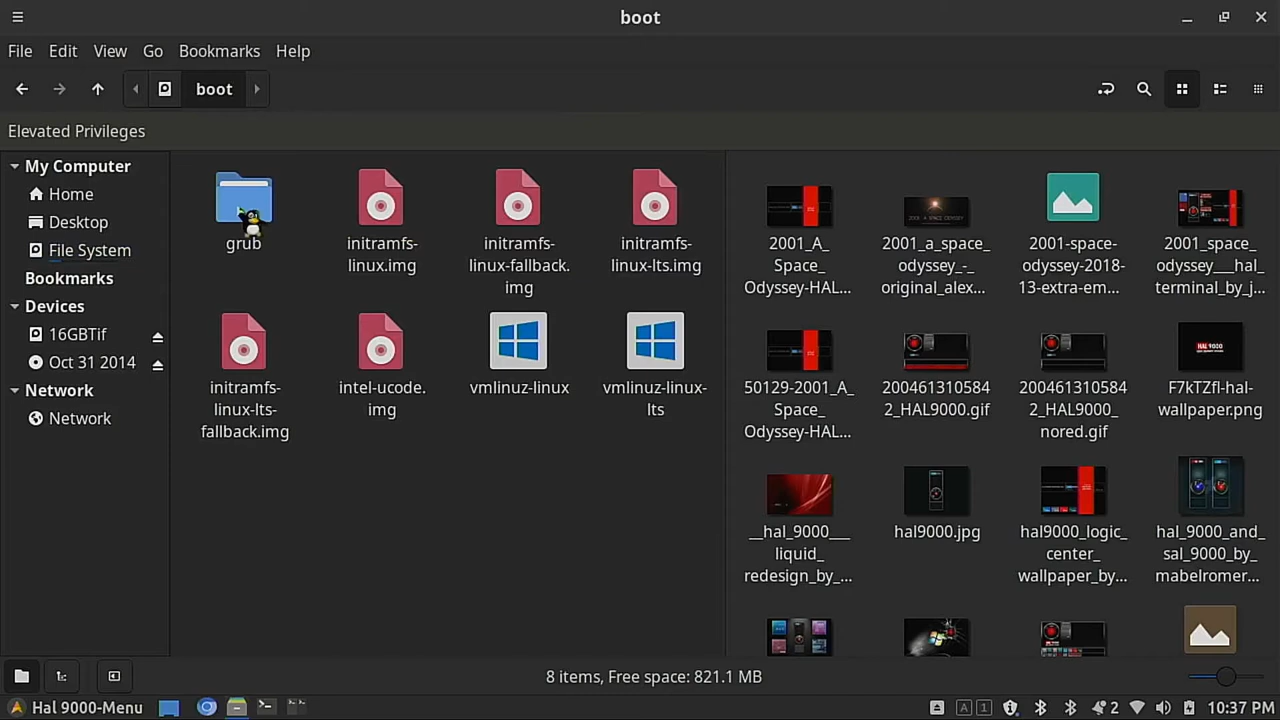 boot
File Edit View Go Bookmarks Help
boot
Elevated Privileges
My Computer
Home
Desktop
File System
Bookmarks
Devices
16GBTif
Oct 31 2014
Network
Network
grub
initramfs-
linux.img
initramfs-
linux-fallback.
img
initramfs-
linux-lts.img
initramfs-
linux-lts-
fallback.img
intel-ucode.
img
vmlinuz-linux
vmlinuz-linux-
lts
2001_A_
Space_
Odyssey-HAL...
2001_a_space_
odyssey_-_
original_alex...
2001-space-
odyssey-2018-
13-extra-em...
2001_space_
odyssey___hal_
terminal_by_j...
50129-2001_A_
Space_
Odyssey-HAL...
200461310584
2_HAL9000.gif
200461310584
2_HAL9000_
nored.gif
F7kTZfl-hal-
wallpaper.png
__hal_9000___
liquid_
redesign_by_...
hal9000.jpg
hal9000_logic_
center_
wallpaper_by...
hal_9000_and_
sal_9000_by_
mabelromer...
8 items, Free space: 821.1 MB
Hal 9000-Menu
A 1
2
10:37 PM